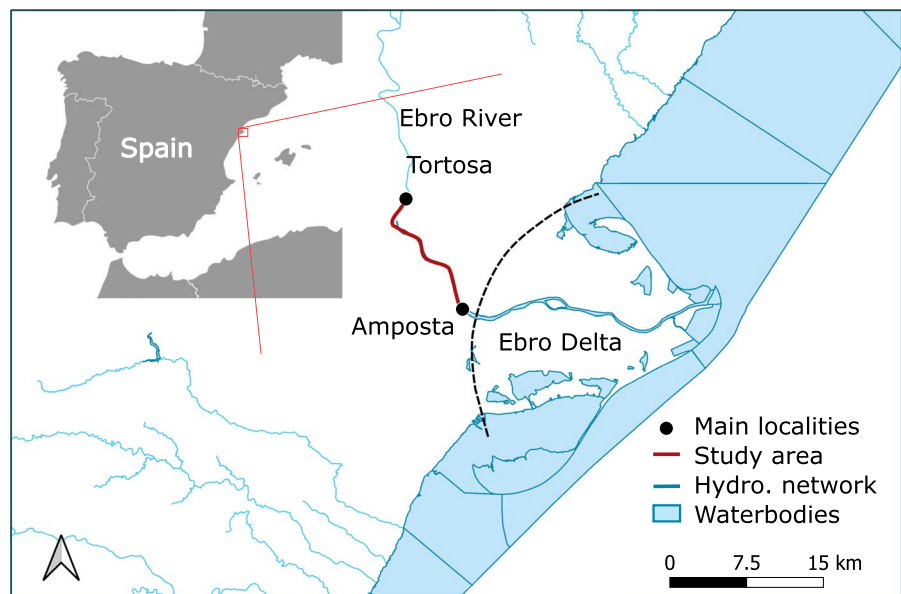 Spain
Ebro River
Tortosa
Amposta
Ebro Delta
Main localities
Study area
Hydro. network
Waterbodies
0 7.5 15 km